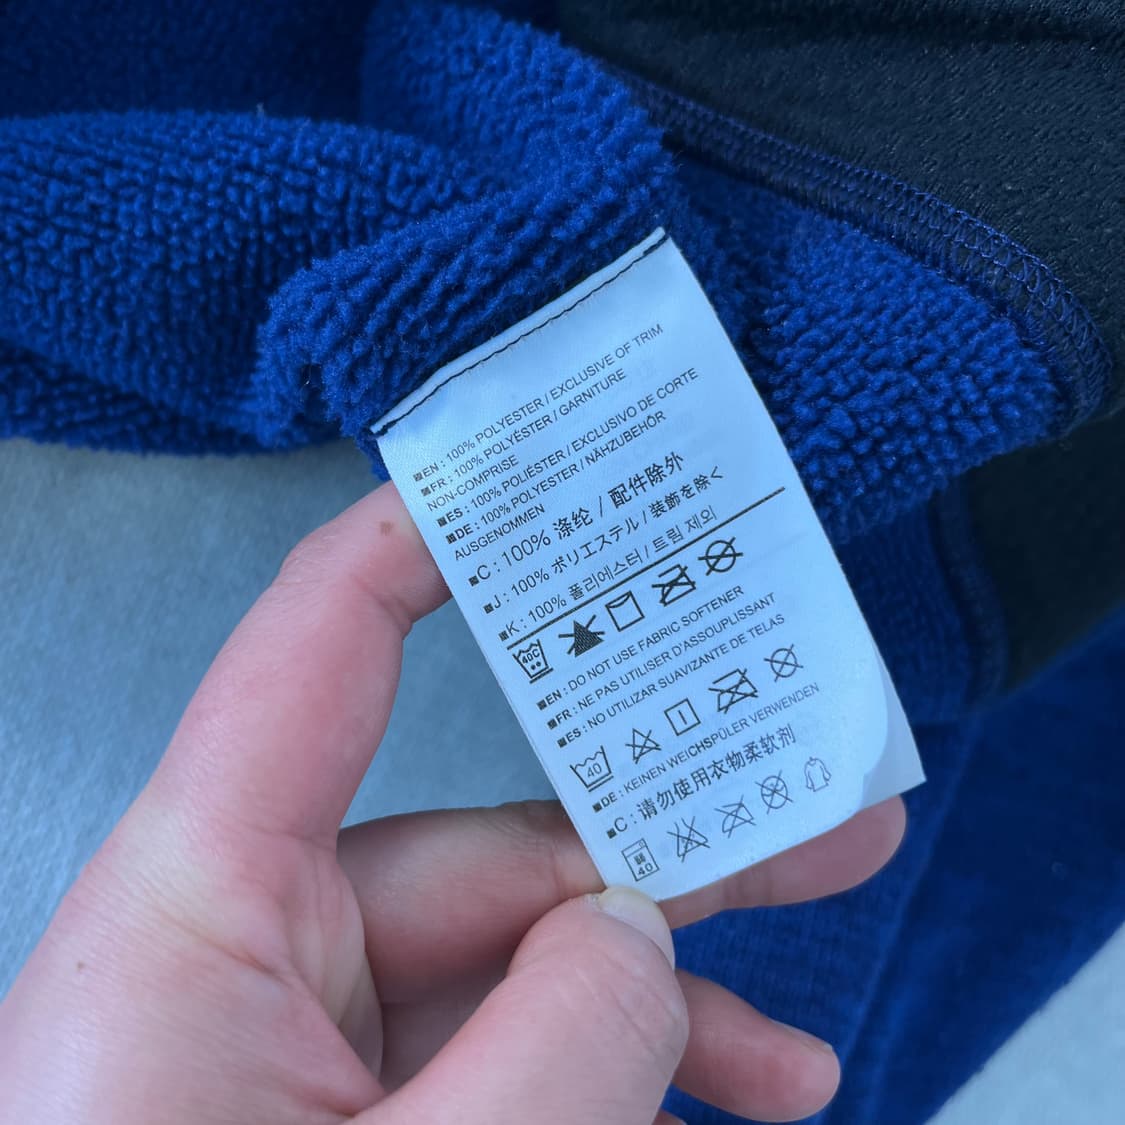 EN : 100% POLYESTER / EXCLUSIVE OF TRIM
FR : 100% POLYÉSTER / GARNITURE
NON-COMPRISE
ES : 100% POLIÉSTER / EXCLUSIVO DE CORTE
DE : 100% POLYESTER / NÄHZUBEHÖR
AUSGENOMMEN
C : 100% 涤纶 / 配件除外
J : 100% ポリエステル / 装飾を除く
K : 100% 폴리에스터 / 트림 제외
40C
EN : DO NOT USE FABRIC SOFTENER
FR : NE PAS UTILISER D'ASSOUPLISSANT
ES : NO UTILIZAR SUAVIZANTE DE TELAS
40
DE : KEINEN WEICHSPÜLER VERWENDEN
C : 请勿使用衣物柔软剂
40